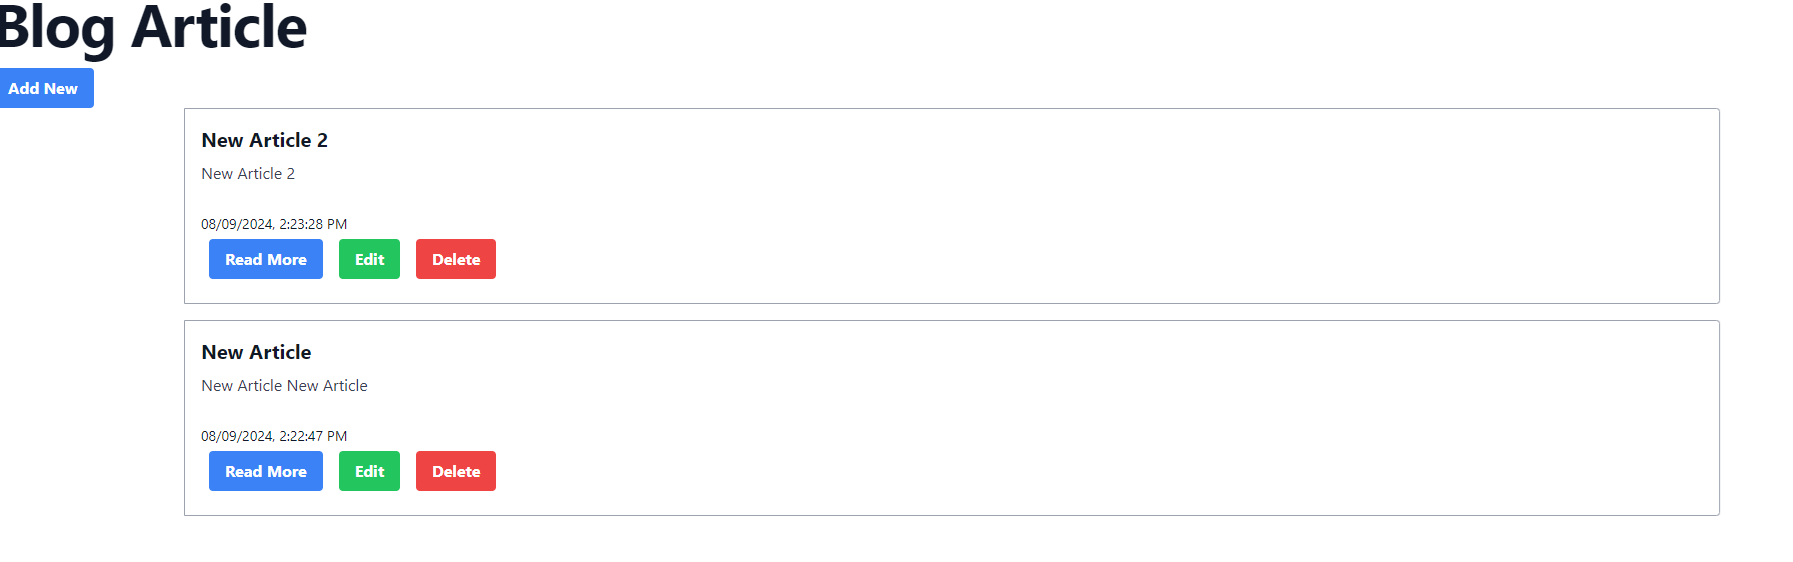 Blog Article
Add New
New Article 2
New Article 2
08/09/2024, 2:23:28 PM
Read More Edit Delete
New Article
New Article New Article
08/09/2024, 2:22:47 PM
Read More Edit Delete